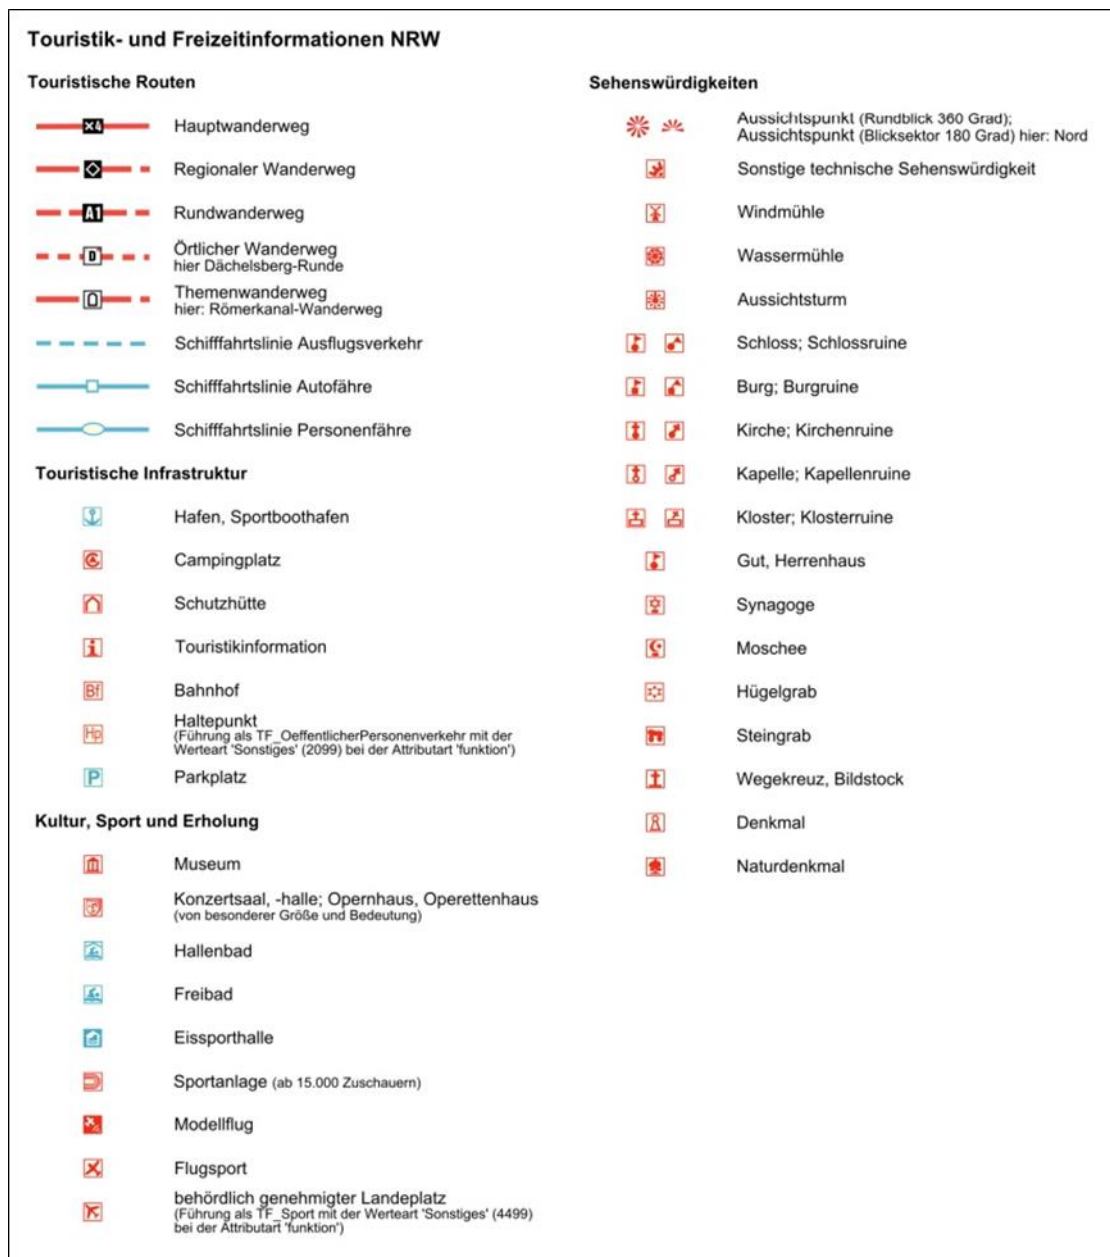 Touristik- und Freizeitinformationen NRW
Touristische Routen
x4
Hauptwanderweg
Regionaler Wanderweg
A1
Rundwanderweg
D
Örtlicher Wanderweg
hier Dächelsberg-Runde
Themenwanderweg
hier: Römerkanal-Wanderweg
Schifffahrtslinie Ausflugsverkehr
Schifffahrtslinie Autofähre
Schifffahrtslinie Personenfähre
Touristische Infrastruktur
Hafen, Sportboothafen
Campingplatz
Schutzhütte
i
Touristikinformation
Bf
Bahnhof
Hp
Haltepunkt
(Führung als TF_OeffentlicherPersonenverkehr mit der
Werteart 'Sonstiges' (2099) bei der Attributart 'funktion')
P
Parkplatz
Kultur, Sport und Erholung
Museum
Konzertsaal, -halle; Opernhaus, Operettenhaus
(von besonderer Größe und Bedeutung)
Hallenbad
Freibad
Eissporthalle
Sportanlage (ab 15.000 Zuschauern)
Modellflug
Flugsport
behördlich genehmigter Landeplatz
(Führung als TF_Sport mit der Werteart 'Sonstiges' (4499)
bei der Attributart 'funktion')
Sehenswürdigkeiten
Aussichtspunkt (Rundblick 360 Grad);
Aussichtspunkt (Blicksektor 180 Grad) hier: Nord
Sonstige technische Sehenswürdigkeit
Windmühle
Wassermühle
Aussichtsturm
Schloss; Schlossruine
Burg; Burgruine
Kirche; Kirchenruine
Kapelle; Kapellenruine
Kloster; Klosterruine
Gut, Herrenhaus
Synagoge
Moschee
Hügelgrab
Steingrab
Wegekreuz, Bildstock
Denkmal
Naturdenkmal